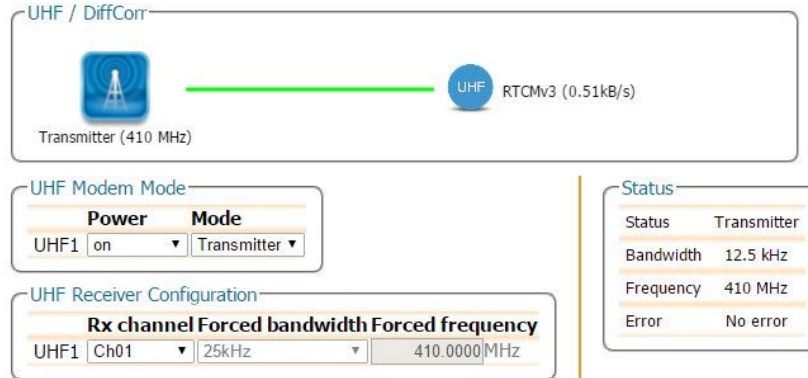 UHF / DiffCorr
UHF
RTCMv3 (0.51kB/s)
Transmitter (410 MHz)
UHF Modem Mode
Power Mode
UHF1 on Transmitter
UHF Receiver Configuration
Rx channel Forced bandwidth Forced frequency
UHF1 Ch01 25kHz 410.0000 MHz
Status
Status Transmitter
Bandwidth 12.5 kHz
Frequency 410 MHz
Error No error